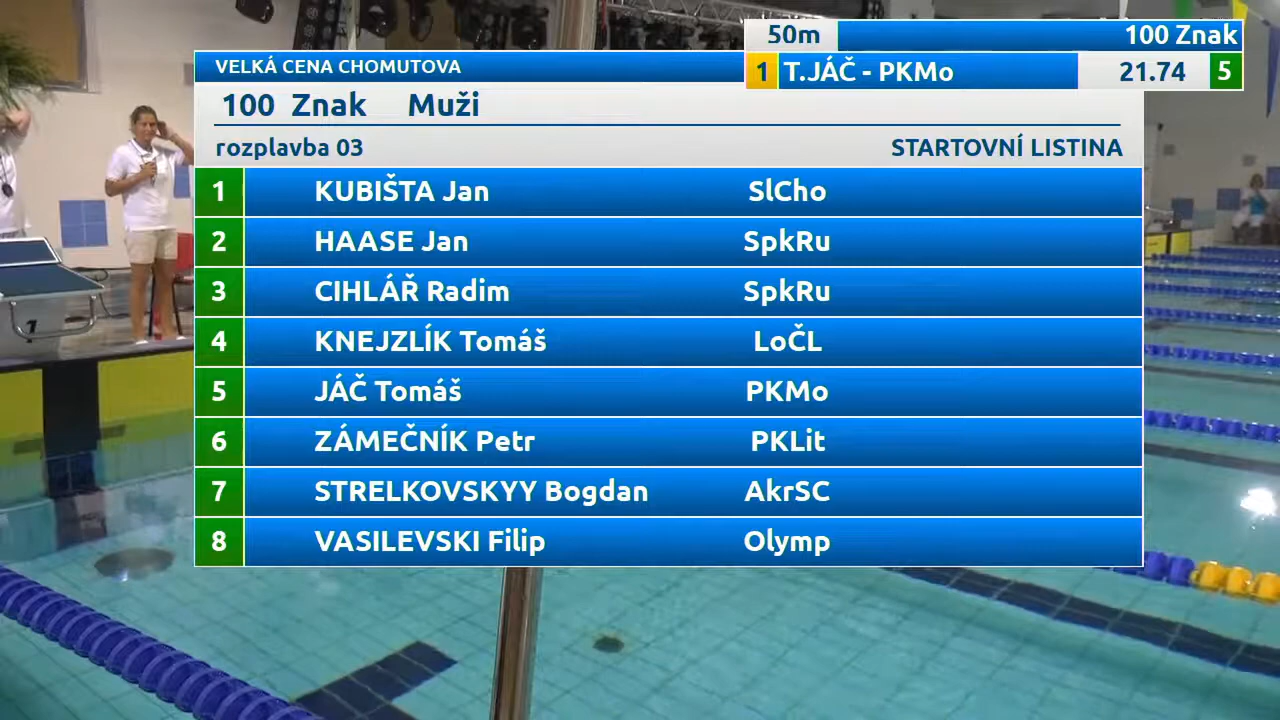 50m 100 Znak
1 T.JÁČ - PKMo 21.74 5
VELKÁ CENA CHOMUTOVA
100 Znak Muži
rozplavba 03 STARTOVNÍ LISTINA
1 KUBIŠTA Jan SlCho
2 HAASE Jan SpkRu
3 CIHLÁŘ Radim SpkRu
4 KNEJZLÍK Tomáš LoČL
5 JÁČ Tomáš PKMo
6 ZÁMEČNÍK Petr PKLit
7 STRELKOVSKYY Bogdan AkrSC
8 VASILEVSKI Filip Olymp
1